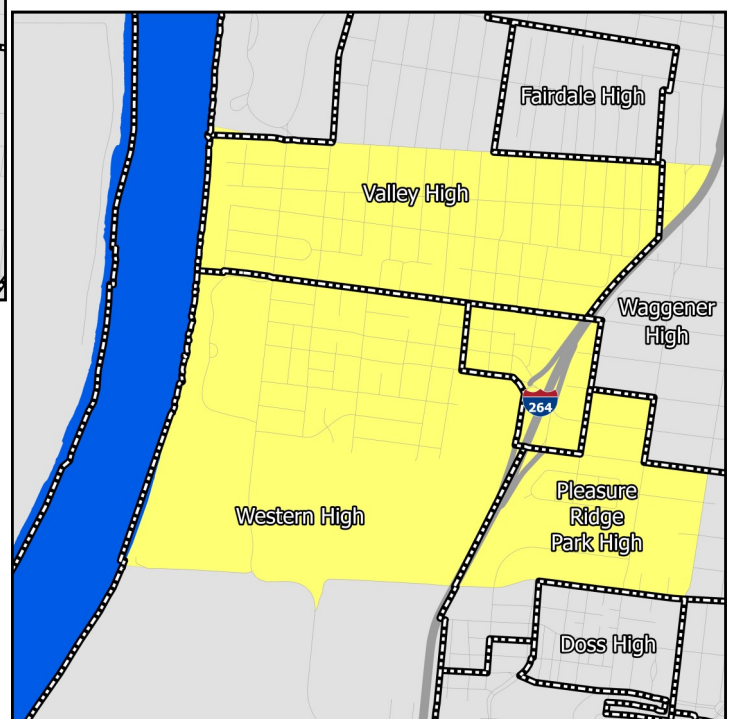 Fairdale High
Valley High
Waggener
High
264
Pleasure
Ridge
Park High
Western High
Doss High